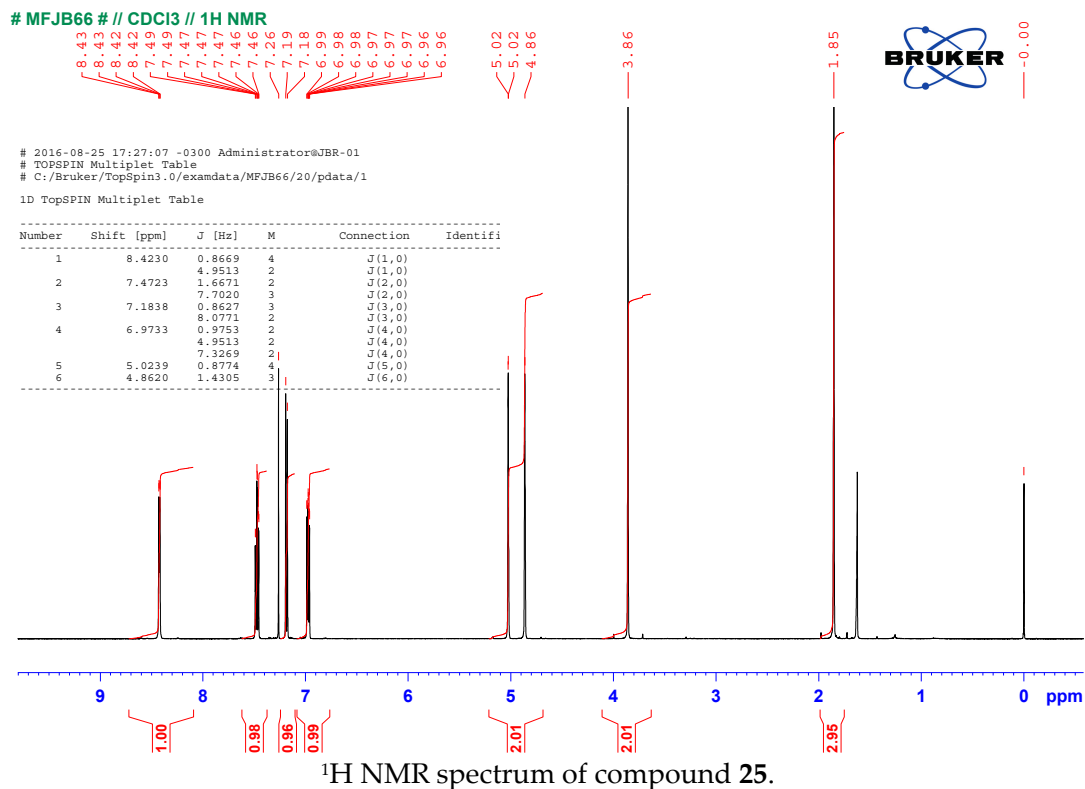 # MFJB66 # // CDCl3 // 1H NMR
8.43 8.43 8.42 8.42 7.49 7.49 7.47 7.47 7.47 7.46 7.46 7.26 7.19 7.18 6.99 6.98 6.98 6.97 6.97 6.97 6.96 6.96 5.02 5.02 4.86 3.86 1.85 -0.00
BRUKER
# 2016-08-25 17:27:07 -0300 Administrator@JBR-01
# TOPSPIN Multiplet Table
# C:/Bruker/TopSpin3.0/examdata/MFJB66/20/pdata/1
1D TopSPIN Multiplet Table
Number Shift [ppm] J [Hz] M Connection Identifi
1 8.4230 0.8669 4 J(1,0)
4.9513 2 J(1,0)
2 7.4723 1.6671 2 J(2,0)
7.7020 3 J(2,0)
3 7.1838 0.8627 3 J(3,0)
8.0771 2 J(3,0)
4 6.9733 0.9753 2 J(4,0)
4.9513 2 J(4,0)
7.3269 2 J(4,0)
5 5.0239 0.8774 4 J(5,0)
6 4.8620 1.4305 3 J(6,0)
9 8 7 6 5 4 3 2 1 0 ppm
1.00 0.98 0.96 0.99 2.01 2.01 2.95
¹H NMR spectrum of compound 25.